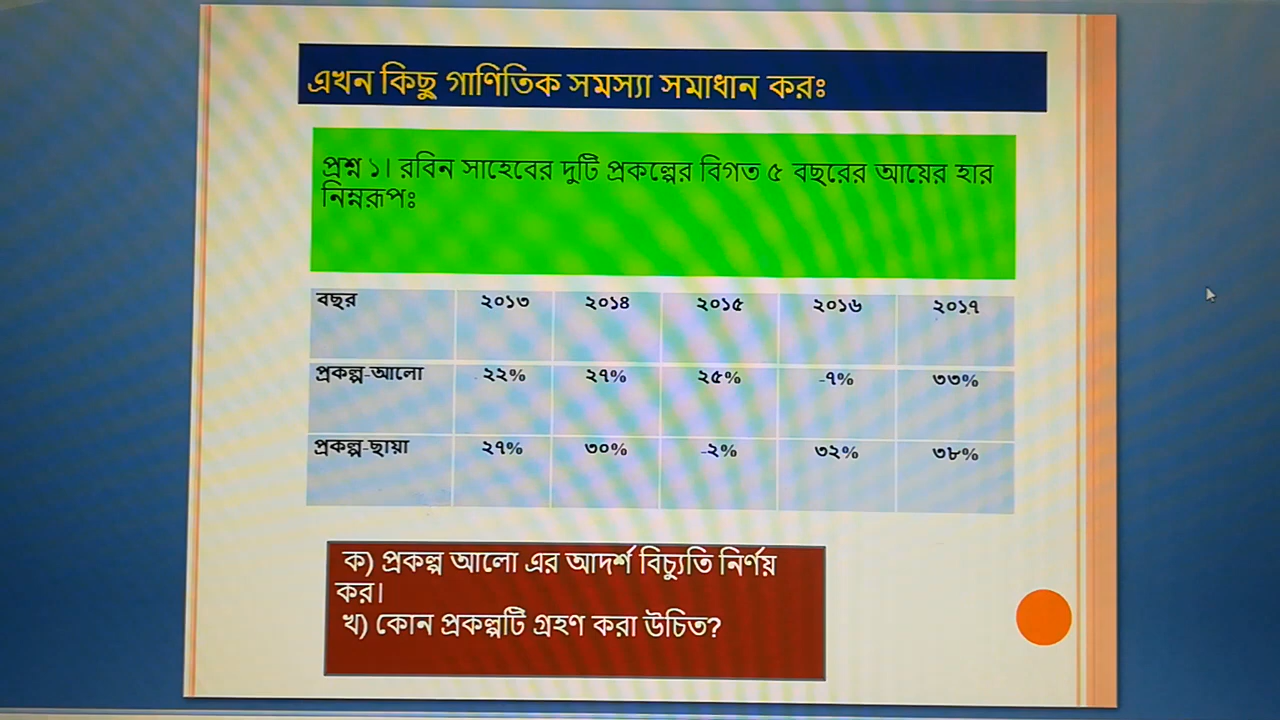 এখন কিছু গাণিতিক সমস্যা সমাধান করঃ
প্রশ্ন ১। রবিন সাহেবের দুটি প্রকল্পের বিগত ৫ বছরের আয়ের হার
নিম্নরূপঃ
বছর ২০১৩ ২০১৪ ২০১৫ ২০১৬ ২০১৭
প্রকল্প-আলো ২২% ২৭% ২৫% -৭% ৩৩%
প্রকল্প-ছায়া ২৭% ৩০% -২% ৩২% ৩৮%
ক) প্রকল্প আলো এর আদর্শ বিচ্যুতি নির্ণয়
কর।
খ) কোন প্রকল্পটি গ্রহণ করা উচিত?